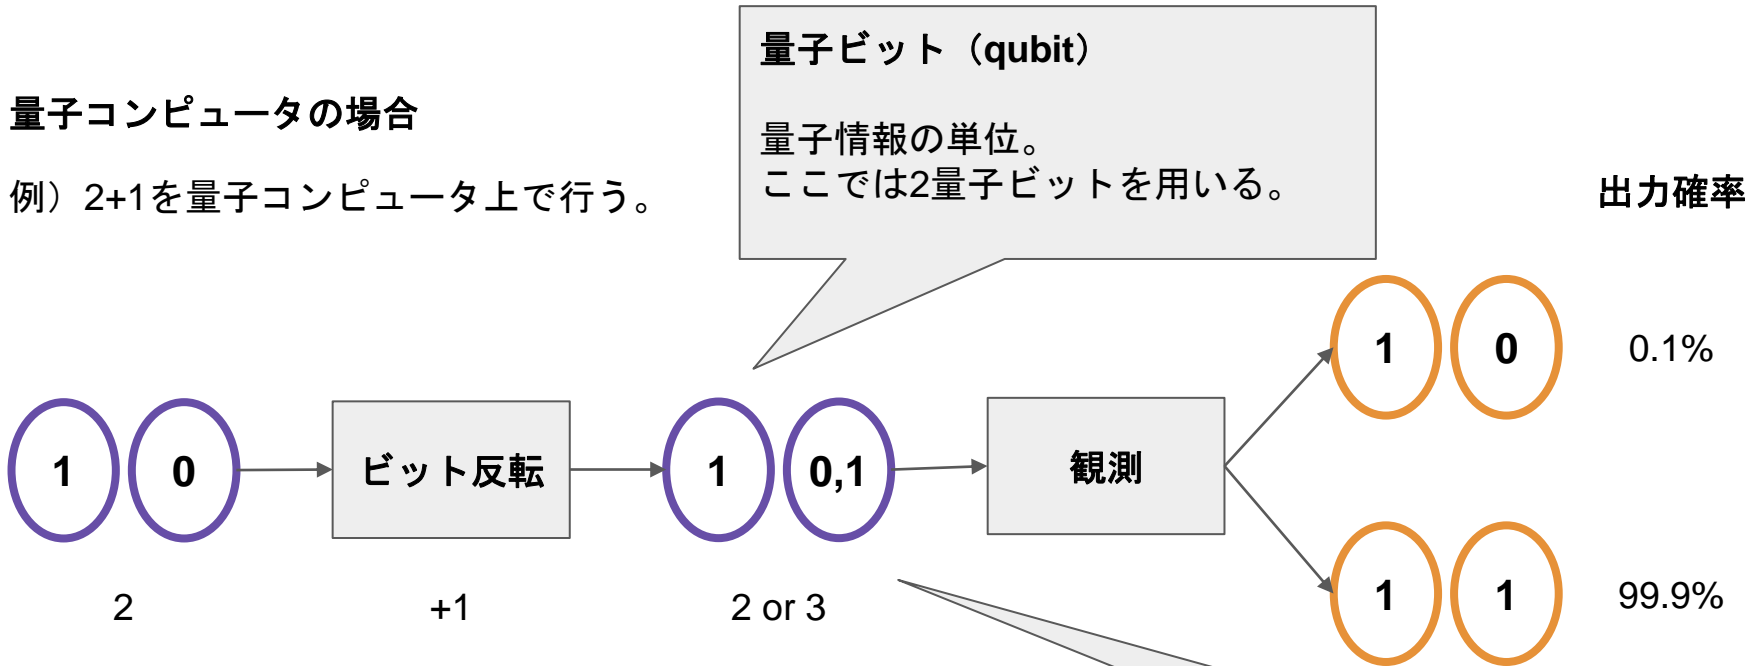 量子コンピュータの場合
例）2+1を量子コンピュータ上で行う。
量子ビット（qubit）
量子情報の単位。
ここでは2量子ビットを用いる。
出力確率
1 0 0.1%
1 0 ビット反転 1 0,1 観測
2 +1 2 or 3
1 1 99.9%